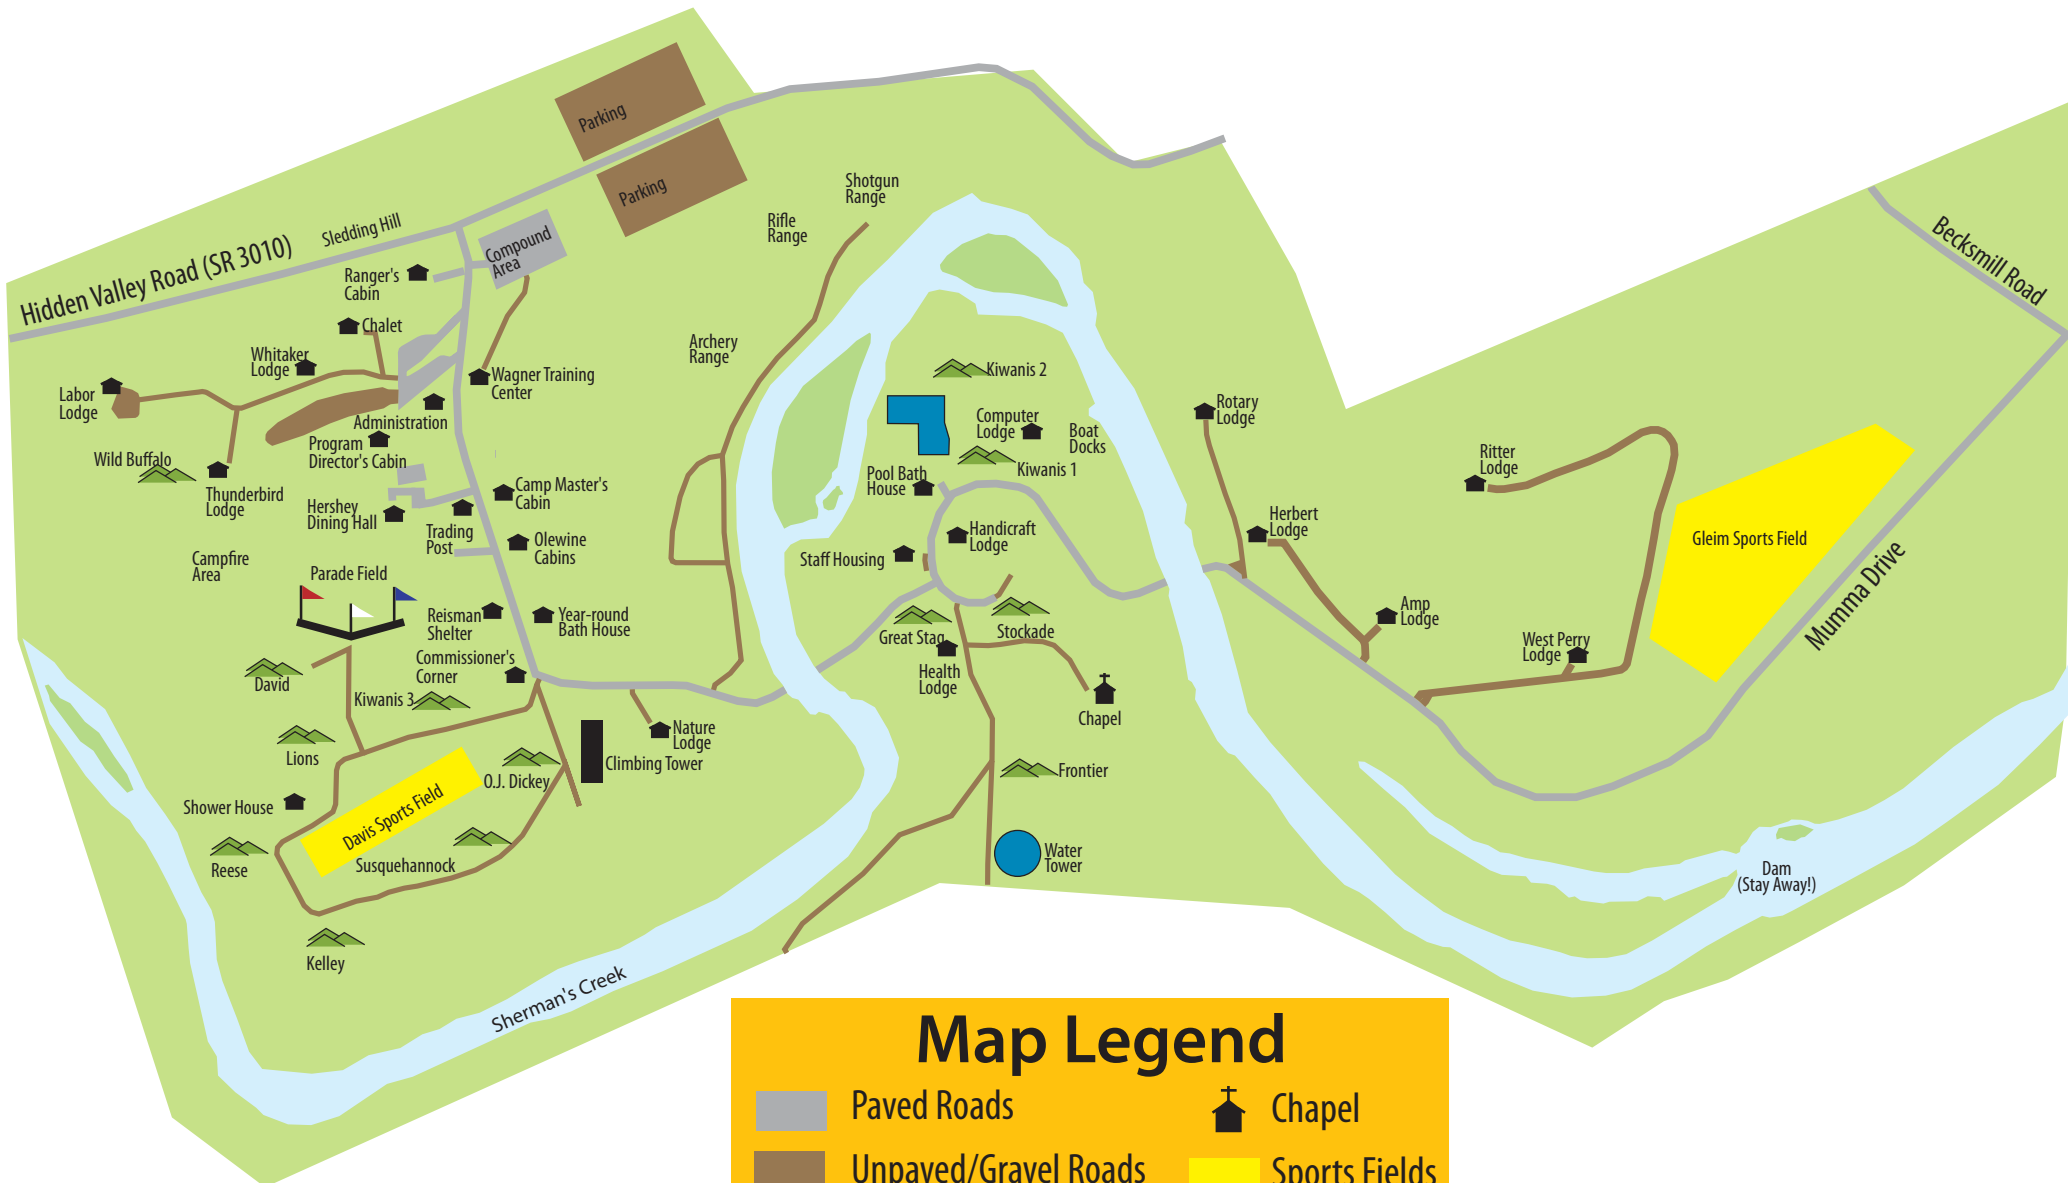 Parking
Parking
Hidden Valley Road (SR 3010)
Sledding Hill
Compound
Area
Ranger's
Cabin
Chalet
Whitaker
Lodge
Labor
Lodge
Wagner Training
Center
Administration
Program
Director's Cabin
Wild Buffalo
Thunderbird
Lodge
Hershey
Dining Hall
Trading
Post
Camp Master's
Cabin
Olewine
Cabins
Campfire
Area
Parade Field
Reisman
Shelter
Year-round
Bath House
Commissioner's
Corner
David
Kiwanis 3
Lions
Nature
Lodge
Climbing Tower
O.J. Dickey
Shower House
Davis Sports Field
Reese
Susquehannock
Kelley
Sherman's Creek
Shotgun
Range
Rifle
Range
Archery
Range
Kiwanis 2
Computer
Lodge
Boat
Docks
Kiwanis 1
Pool Bath
House
Handicraft
Lodge
Staff Housing
Great Stag
Stockade
Health
Lodge
Chapel
Frontier
Water
Tower
Rotary
Lodge
Herbert
Lodge
Amp
Lodge
Ritter
Lodge
West Perry
Lodge
Gleim Sports Field
Becksmill Road
Mumma Drive
Dam
(Stay Away!)
Map Legend
Paved Roads
Chapel
Unpaved/Gravel Roads
Sports Fields